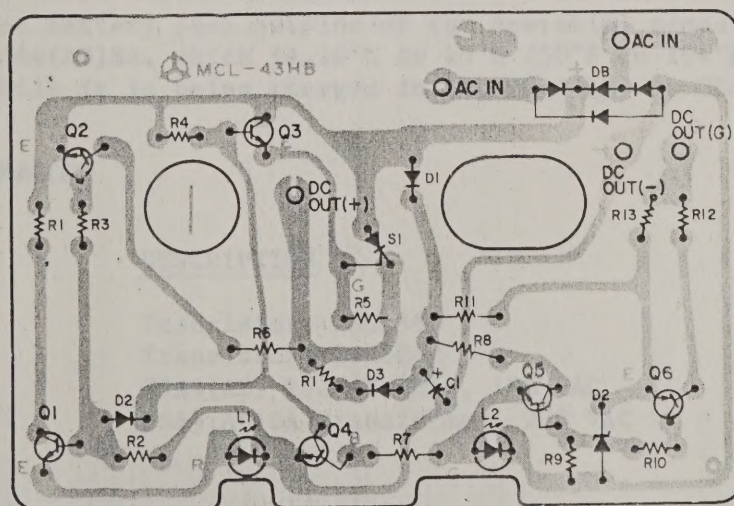 AC IN
MCL-43HB
AC IN
DB
E
Q2
R4
Q3
DC
OUT(G)
DC
OUT(+)
D1
DC
OUT(-)
R1
R3
S1
R13
R12
G
R5
R11
R6
R8
R1
D3
C1
Q5
E
Q6
Q1
D2
L1
Q4
B
R7
L2
D2
E
R2
R
G
R9
R10